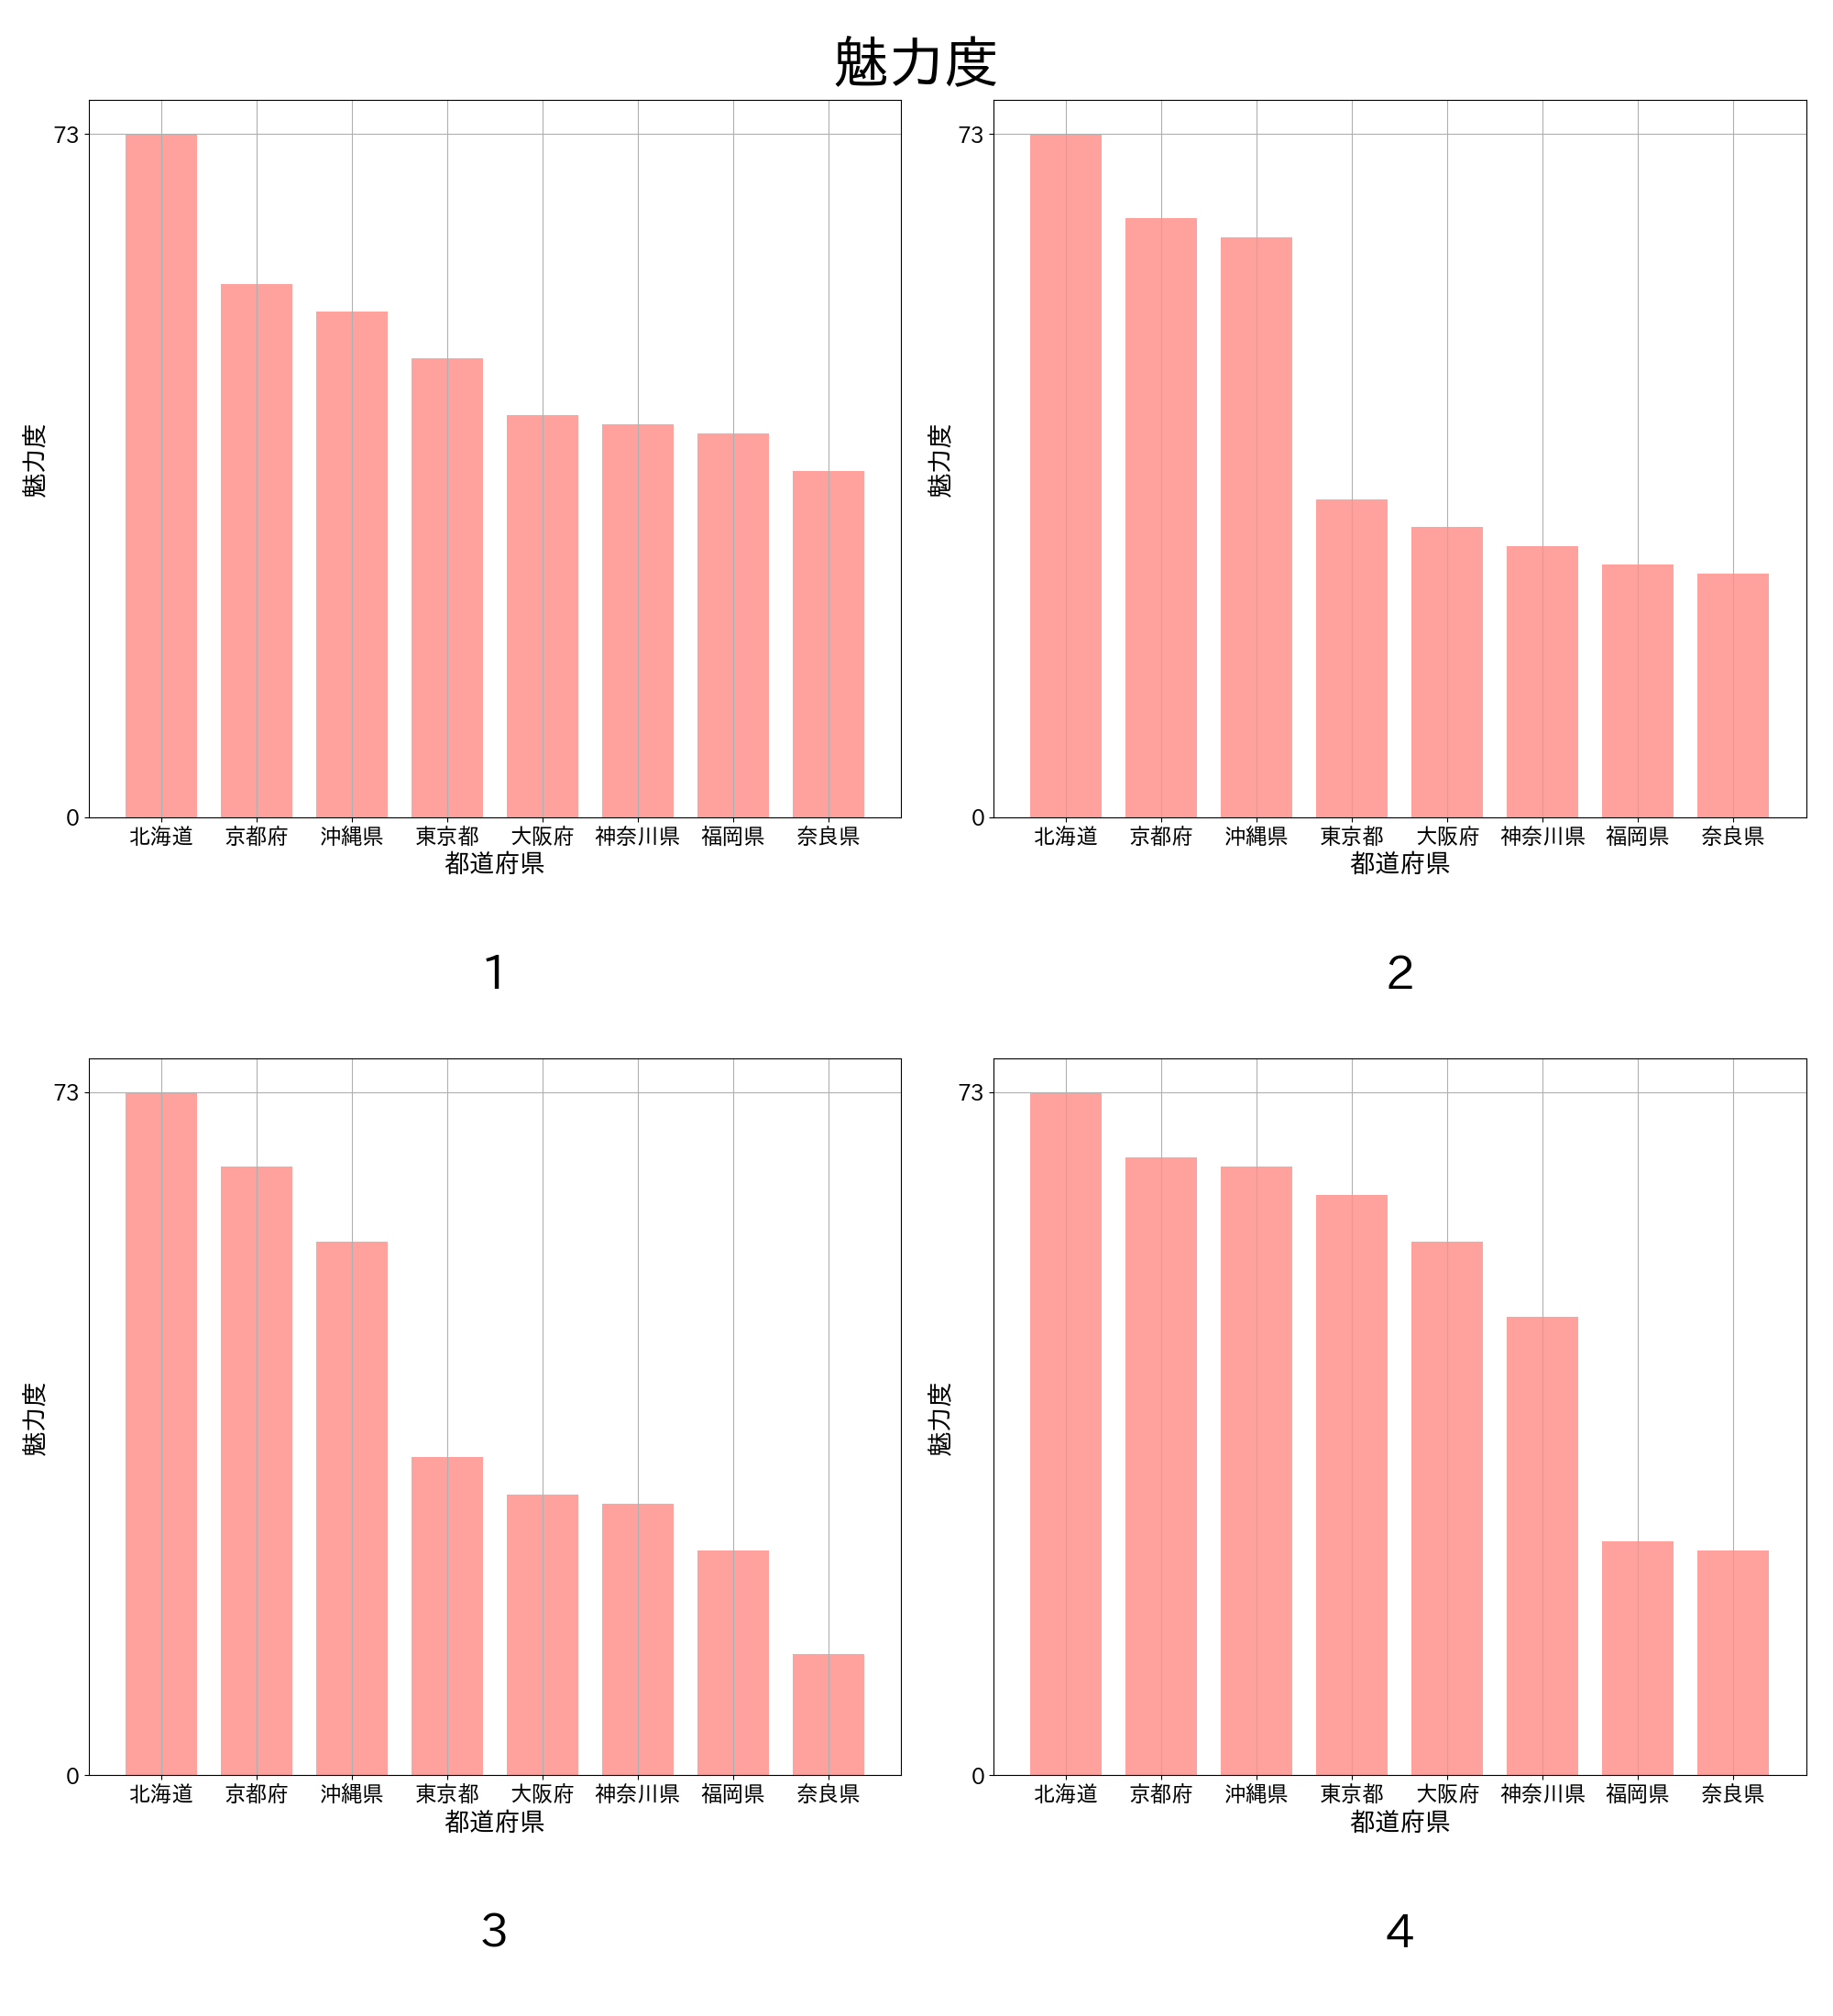 魅力度
73
0
魅力度
北海道 京都府 沖縄県 東京都 大阪府 神奈川県 福岡県 奈良県
都道府県
1
73
0
魅力度
北海道 京都府 沖縄県 東京都 大阪府 神奈川県 福岡県 奈良県
都道府県
2
73
0
魅力度
北海道 京都府 沖縄県 東京都 大阪府 神奈川県 福岡県 奈良県
都道府県
3
73
0
魅力度
北海道 京都府 沖縄県 東京都 大阪府 神奈川県 福岡県 奈良県
都道府県
4